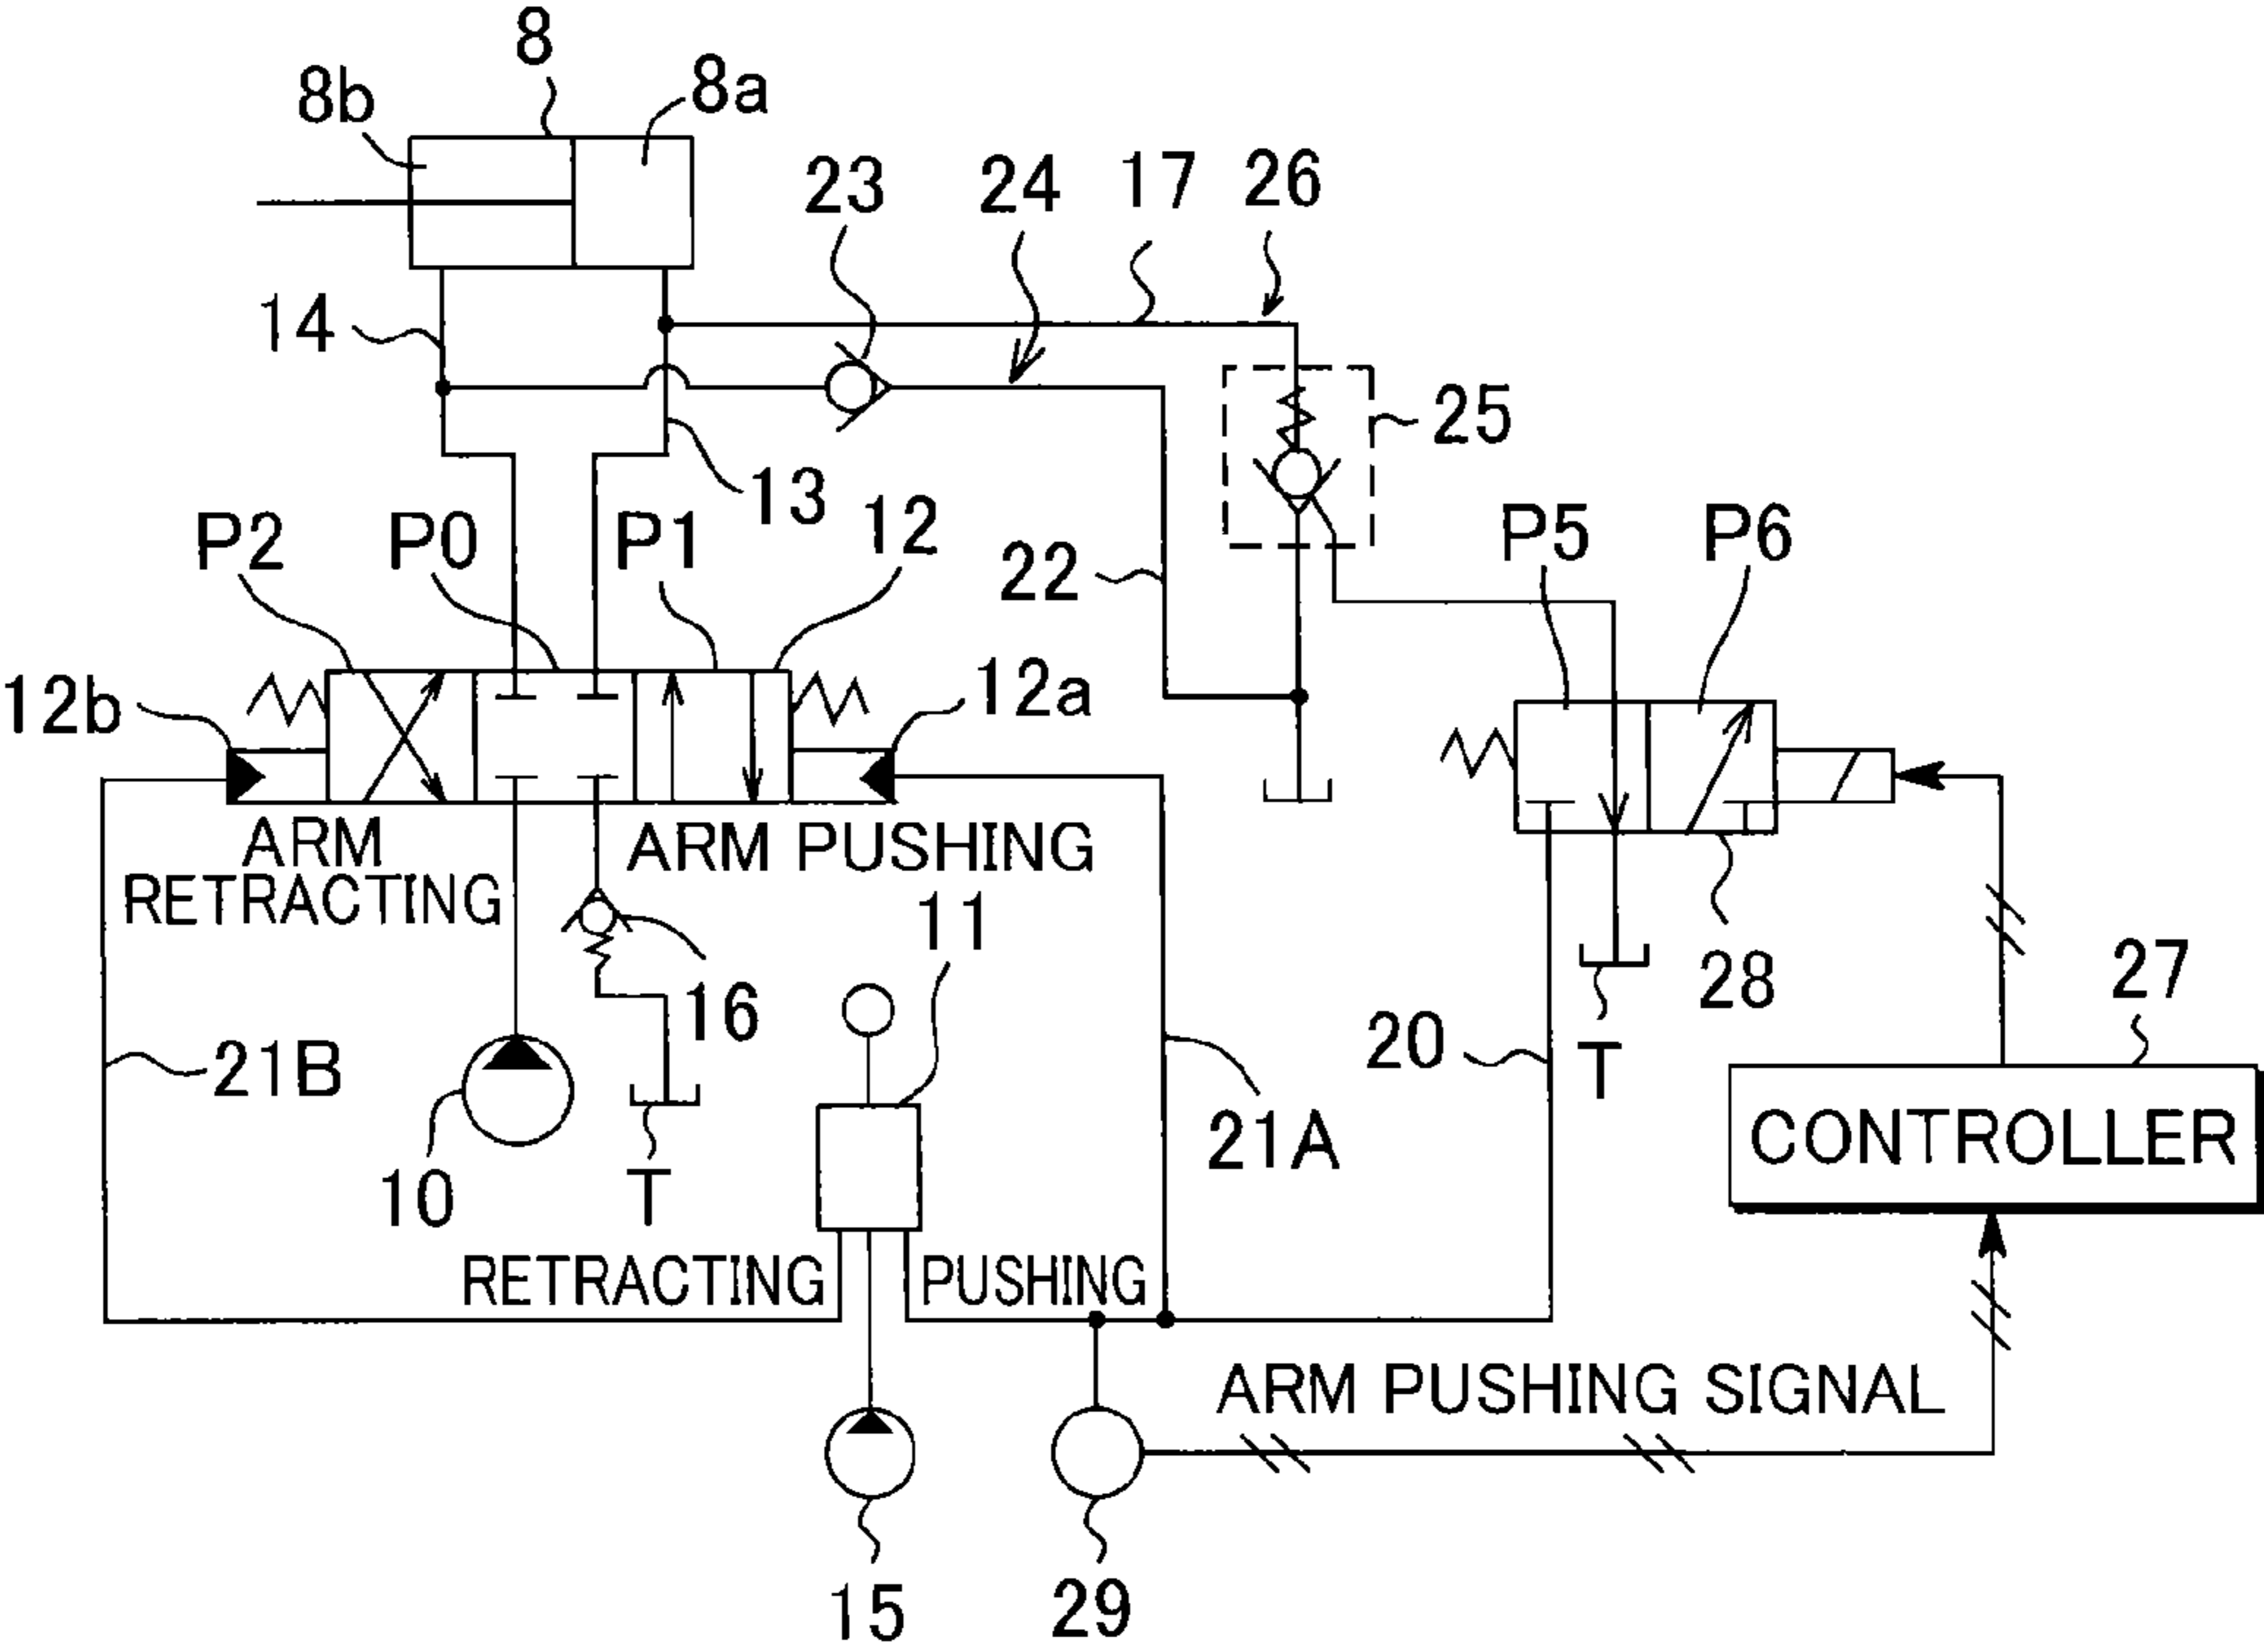 8
8b
8a
23
24
17
26
14
25
13
P2
P0
P1
12
22
P5
P6
12b
12a
ARM
RETRACTING
ARM PUSHING
11
16
28
27
21B
20
T
CONTROLLER
10
T
21A
RETRACTING
PUSHING
ARM PUSHING SIGNAL
15
29